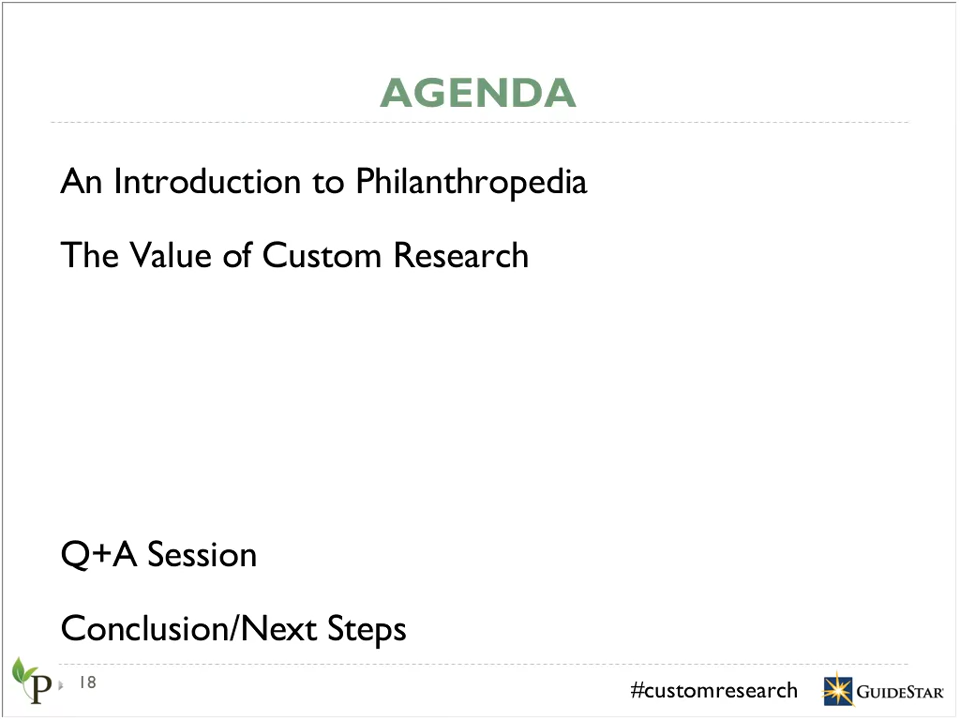 AGENDA
An Introduction to Philanthropedia
The Value of Custom Research
Q+A Session
Conclusion/Next Steps
P
18
#customresearch
GUIDESTAR